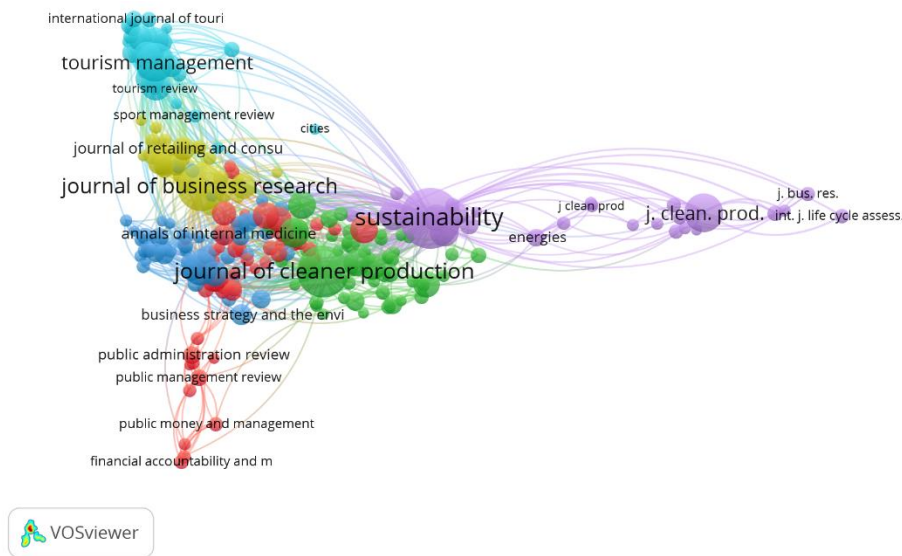 international journal of touri
tourism management
tourism review
sport management review
cities
journal of retailing and consu
journal of business research
j. bus. res.
j clean prod
sustainability
j. clean. prod.
int. j. life cycle assess.
annals of internal medicine
energies
journal of cleaner production
business strategy and the envi
public administration review
public management review
public money and management
financial accountability and m
VOSviewer